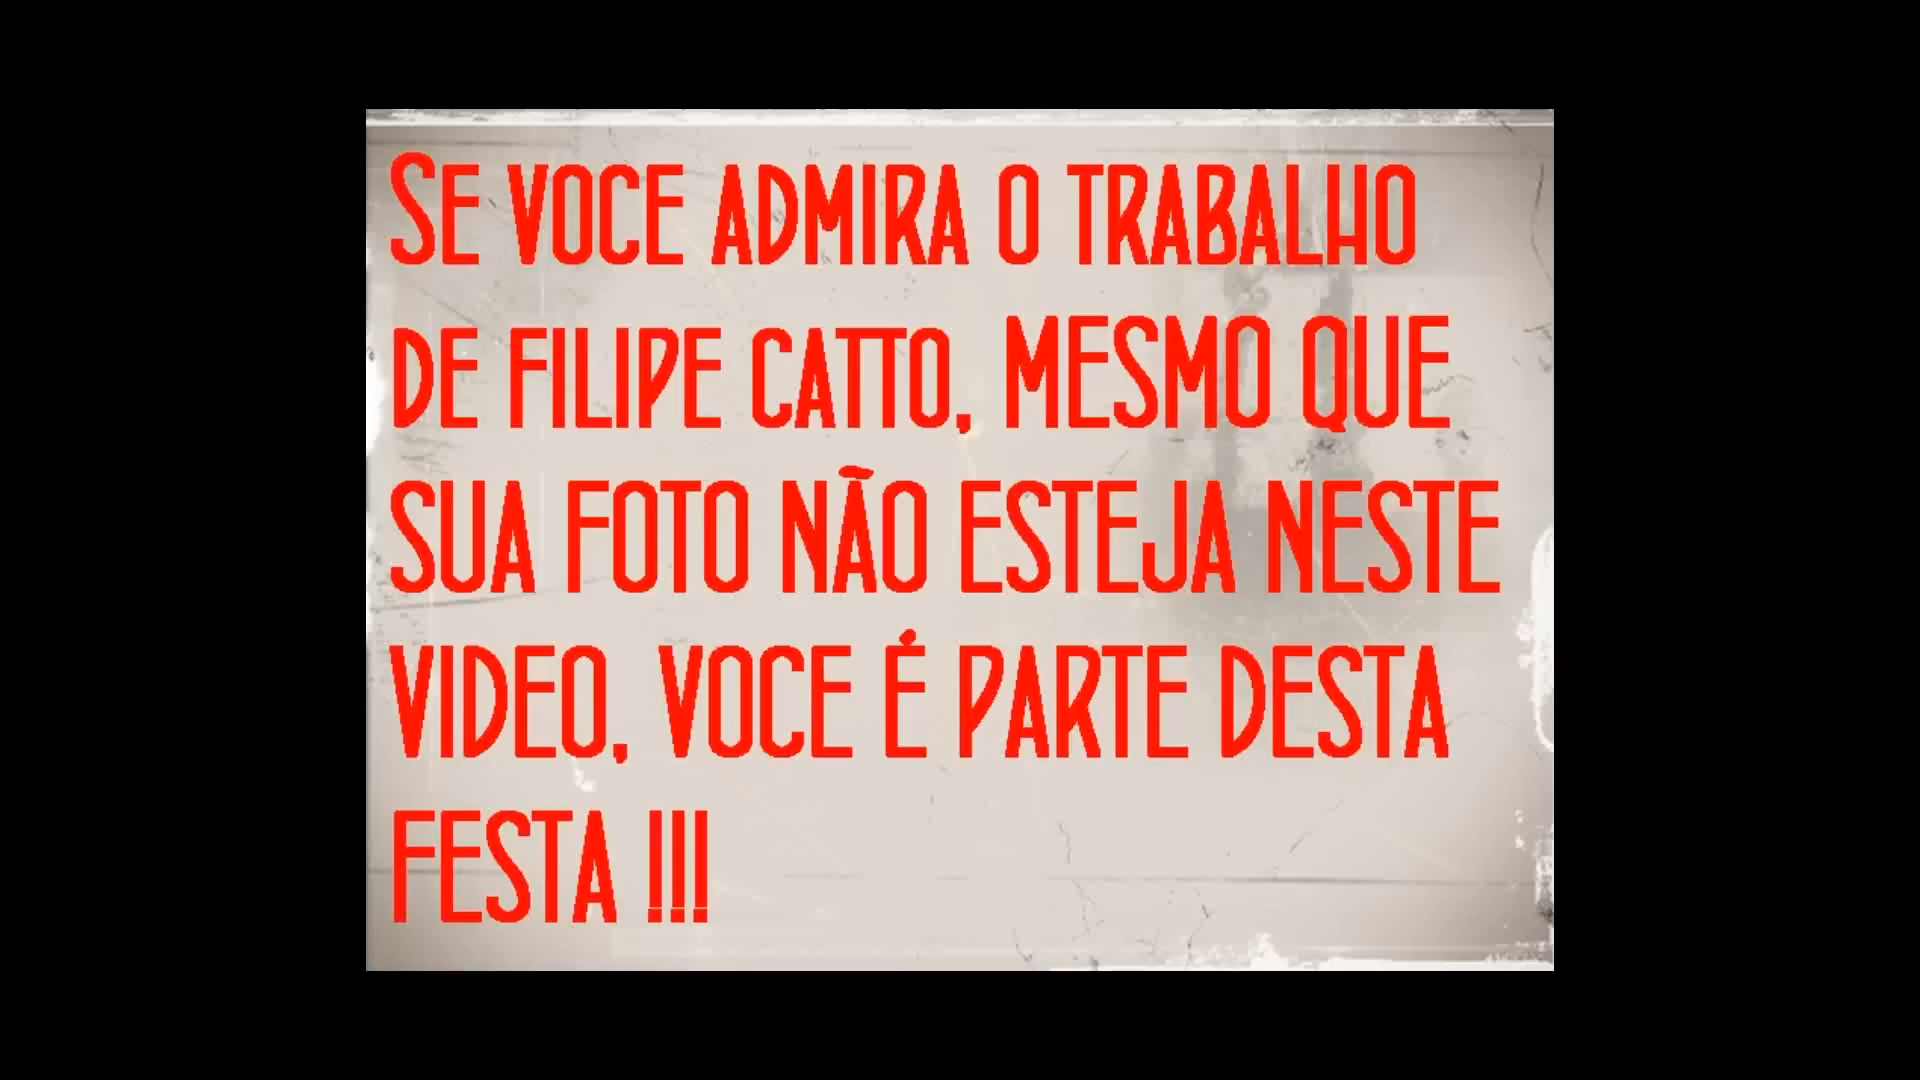 SE VOCE ADMIRA O TRABALHO
DE FILIPE CATTO, MESMO QUE
SUA FOTO NÃO ESTEJA NESTE
VIDEO, VOCE É PARTE DESTA
FESTA !!!